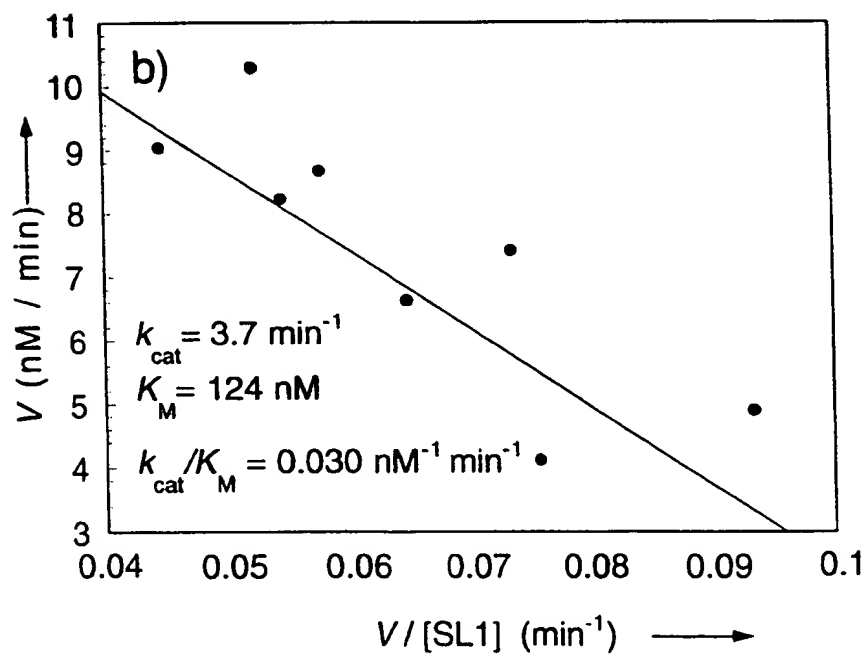 b)
11
10
9
8
7
6
5
4
3
V (nM / min)
k_cat = 3.7 min⁻¹
K_M = 124 nM
k_cat/K_M = 0.030 nM⁻¹ min⁻¹
0.04 0.05 0.06 0.07 0.08 0.09 0.1
V / [SL1] (min⁻¹)